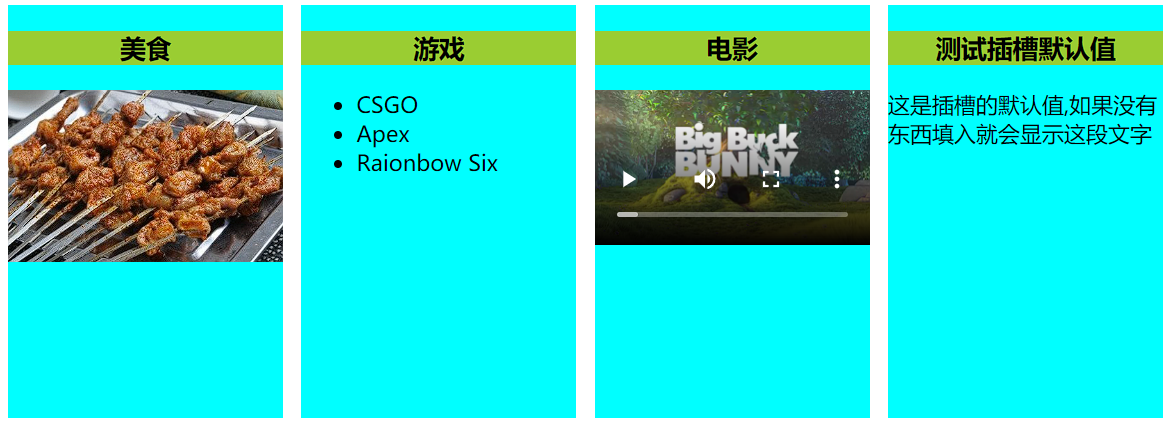 美食
游戏
CSGO
Apex
Raionbow Six
电影
Big Buck
BUNNY
测试插槽默认值
这是插槽的默认值,如果没有
东西填入就会显示这段文字